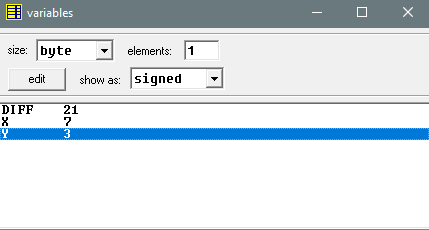 variables
size: byte elements: 1
edit show as: signed
DIFF 21
X 7
Y 3